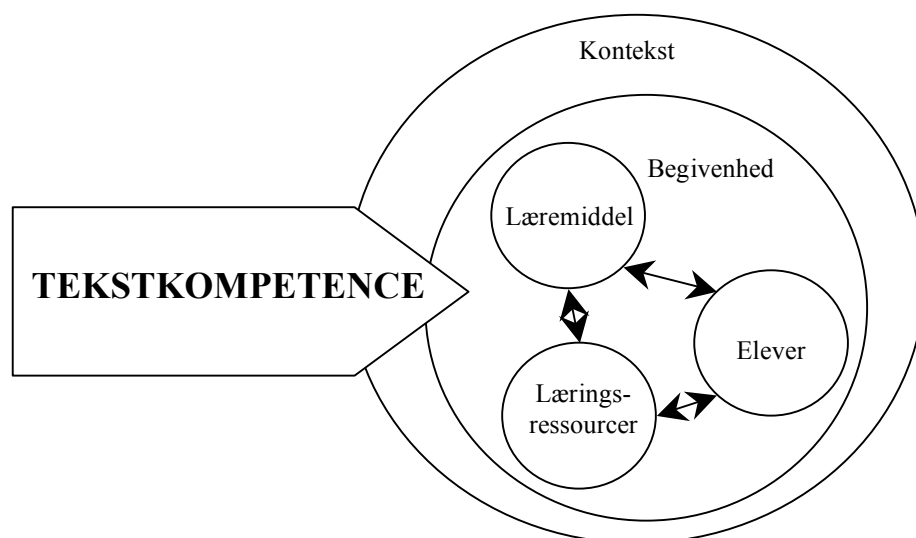 Kontekst
Begivenhed
Læremiddel
TEKSTKOMPETENCE
Elever
Lærings-
ressourcer